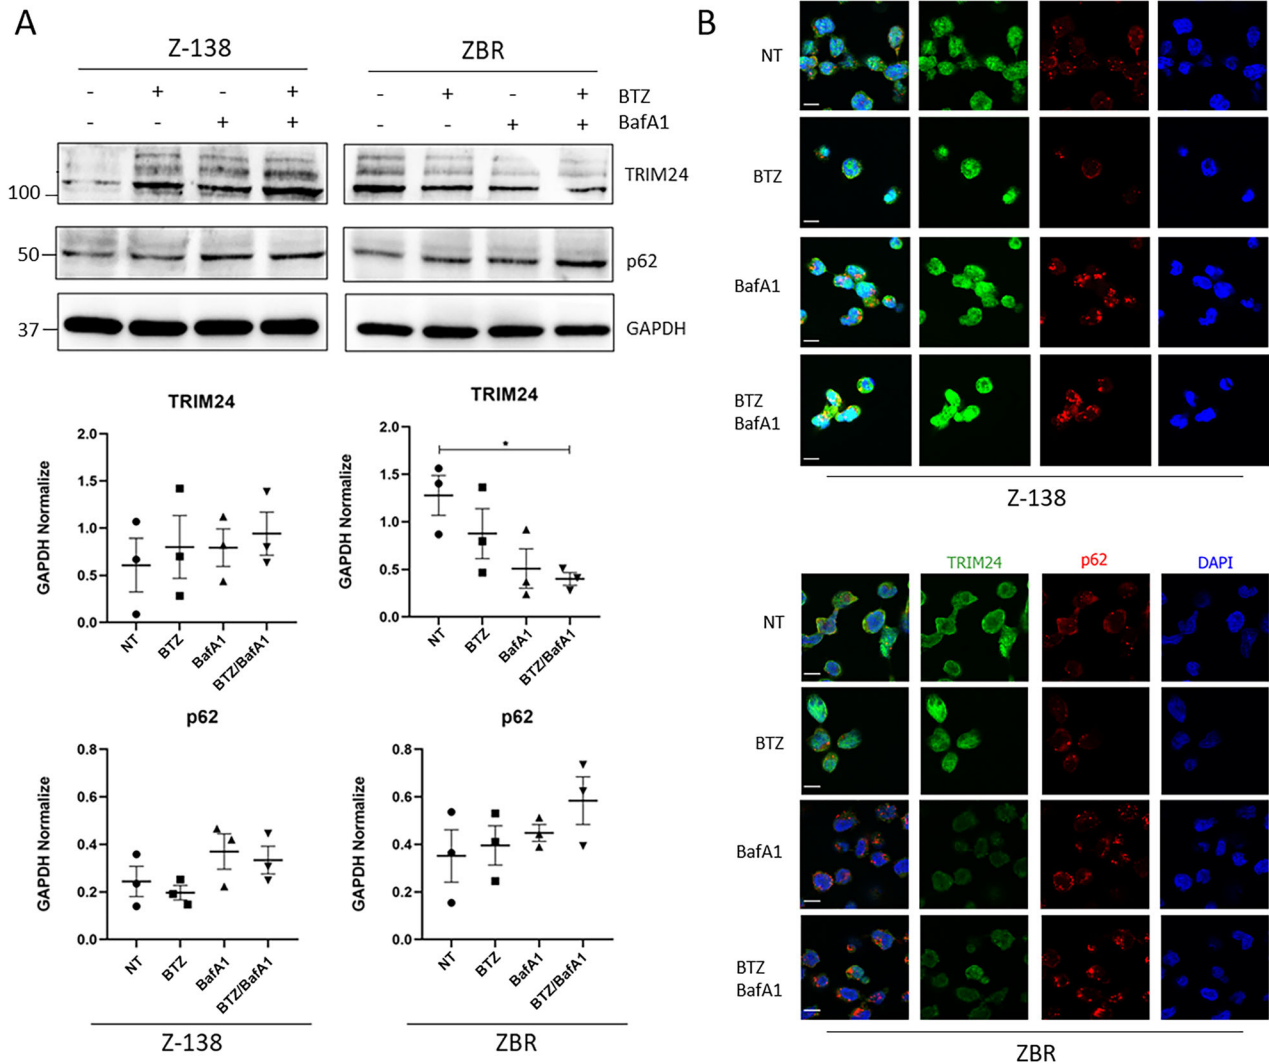 A
Z-138
ZBR
- + - +
- + - +
BTZ
- - + +
- - + +
BafA1
100
TRIM24
50
p62
37
GAPDH
TRIM24
GAPDH Normalize
2.0
1.5
1.0
0.5
0.0
NT
BTZ
BafA1
BTZ/BafA1
TRIM24
GAPDH Normalize
2.0
1.5
1.0
0.5
0.0
*
NT
BTZ
BafA1
BTZ/BafA1
p62
GAPDH Normalize
0.8
0.6
0.4
0.2
0.0
NT
BTZ
BafA1
BTZ/BafA1
Z-138
p62
GAPDH Normalize
0.8
0.6
0.4
0.2
0.0
NT
BTZ
BafA1
BTZ/BafA1
ZBR
B
NT
BTZ
BafA1
BTZ
BafA1
Z-138
TRIM24
p62
DAPI
NT
BTZ
BafA1
BTZ
BafA1
ZBR